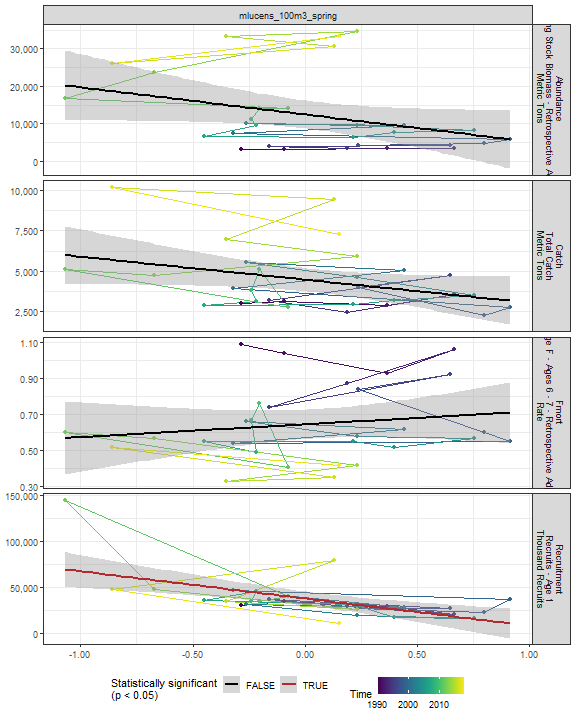 mlucens_100m3_spring
30,000
20,000
10,000
0
Abundance
ng Stock Biomass - Retrospective A
Metric Tons
10,000
7,500
5,000
2,500
Catch
Total Catch
Metric Tons
1.10
0.90
0.70
0.50
0.30
Fmort
ge F - Ages 6 - 7 - Retrospective Ad
Rate
150,000
100,000
50,000
0
Recruitment
Recruits - Age 1
Thousand Recruits
-1.00
-0.50
0.00
0.50
1.00
Statistically significant
(p < 0.05)
FALSE
TRUE
Time
1990
2000
2010